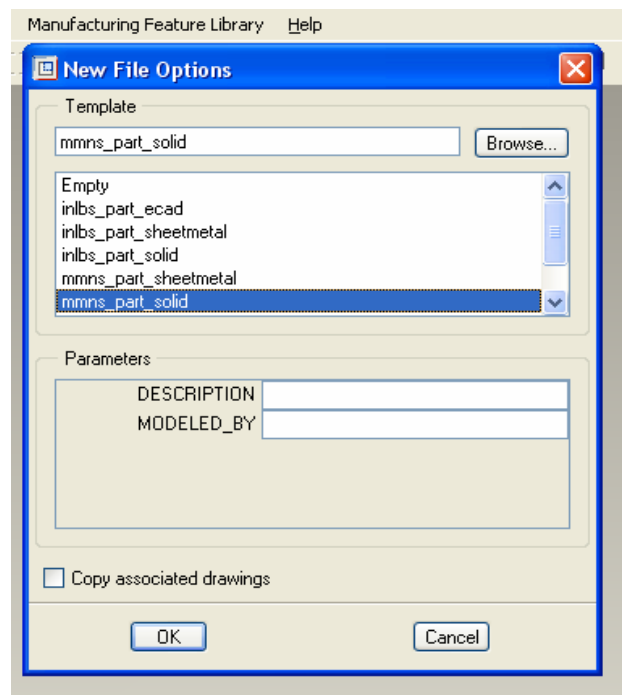 Manufacturing Feature Library Help
New File Options
Template
mmns_part_solid Browse...
Empty
inlbs_part_ecad
inlbs_part_sheetmetal
inlbs_part_solid
mmns_part_sheetmetal
mmns_part_solid
Parameters
DESCRIPTION
MODELED_BY
Copy associated drawings
OK Cancel